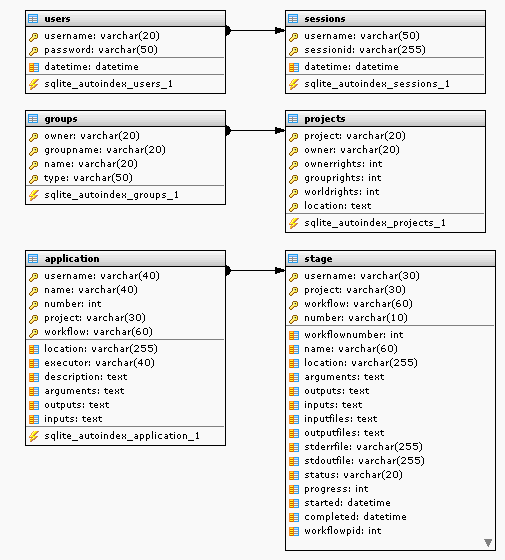 users
username: varchar(20)
password: varchar(50)
datetime: datetime
sqlite_autoindex_users_1
sessions
username: varchar(50)
sessionid: varchar(255)
datetime: datetime
sqlite_autoindex_sessions_1
groups
owner: varchar(20)
groupname: varchar(20)
name: varchar(20)
type: varchar(50)
sqlite_autoindex_groups_1
projects
project: varchar(20)
owner: varchar(20)
ownerrights: int
grouprights: int
worldrights: int
location: text
sqlite_autoindex_projects_1
application
username: varchar(40)
name: varchar(40)
number: int
project: varchar(30)
workflow: varchar(60)
location: varchar(255)
executor: varchar(40)
description: text
arguments: text
outputs: text
inputs: text
sqlite_autoindex_application_1
stage
username: varchar(30)
project: varchar(30)
workflow: varchar(60)
number: varchar(10)
workflownumber: int
name: varchar(60)
location: varchar(255)
arguments: text
outputs: text
inputs: text
inputfiles: text
outputfiles: text
stderrfile: varchar(255)
stdoutfile: varchar(255)
status: varchar(20)
progress: int
started: datetime
completed: datetime
workflowpid: int